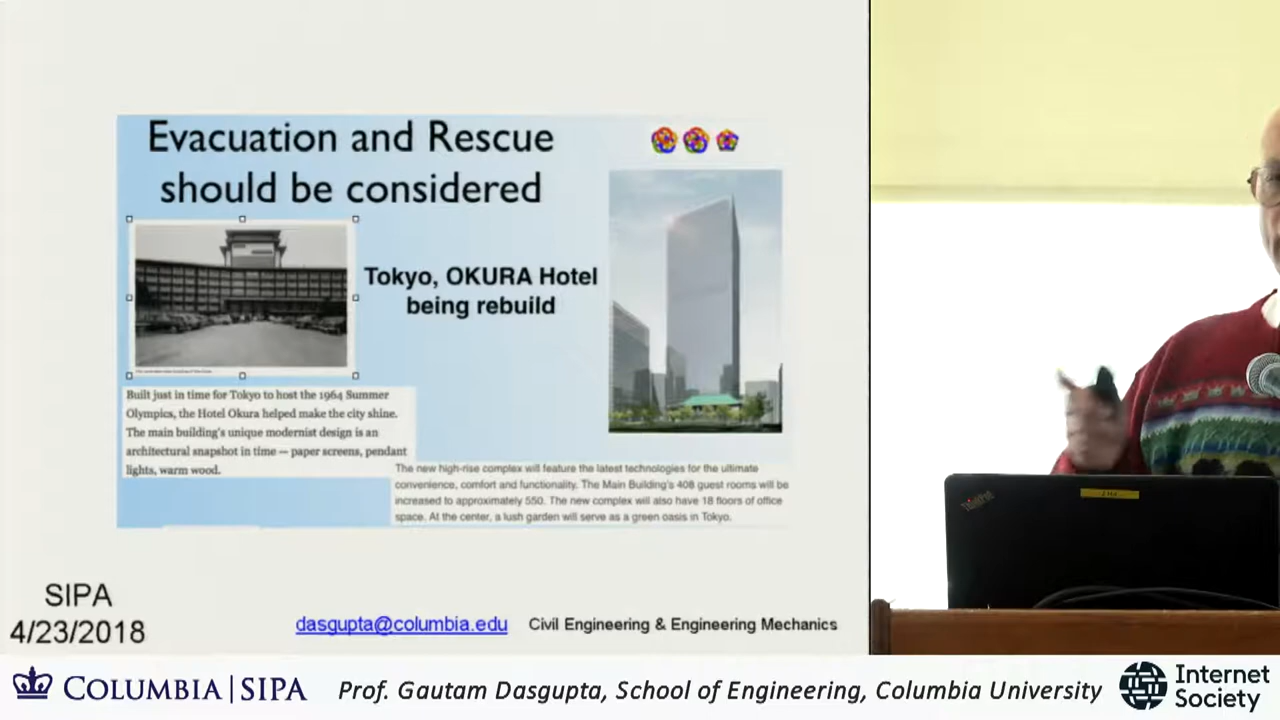 Evacuation and Rescue
should be considered
Tokyo, OKURA Hotel
being rebuild
Built just in time for Tokyo to host the 1964 Summer
Olympics, the Hotel Okura helped make the city shine.
The main building's unique modernist design is an
architectural snapshot in time — paper screens, pendant
lights, warm wood.
The new high-rise complex will feature the latest technologies for the ultimate
convenience, comfort and functionality. The Main Building's 408 guest rooms will be
increased to approximately 550. The new complex will also have 18 floors of office
space. At the center, a lush garden will serve as a green oasis in Tokyo.
SIPA
4/23/2018
dasgupta@columbia.edu
Civil Engineering & Engineering Mechanics
ThinkPad
COLUMBIA | SIPA
Prof. Gautam Dasgupta, School of Engineering, Columbia University
Internet
Society